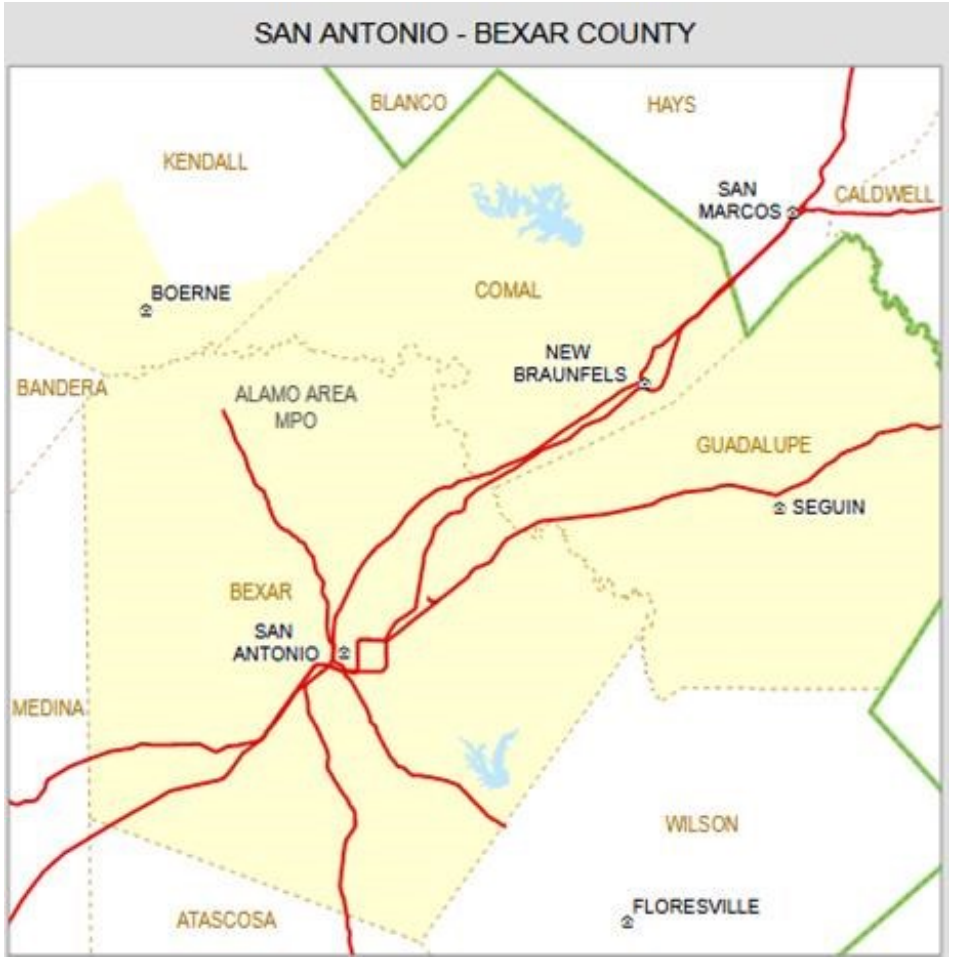 SAN ANTONIO - BEXAR COUNTY
BLANCO
HAYS
KENDALL
SAN
MARCOS
CALDWELL
BOERNE
COMAL
NEW
BRAUNFELS
BANDERA
ALAMO AREA
MPO
GUADALUPE
SEGUIN
BEXAR
SAN
ANTONIO
MEDINA
WILSON
FLORESVILLE
ATASCOSA